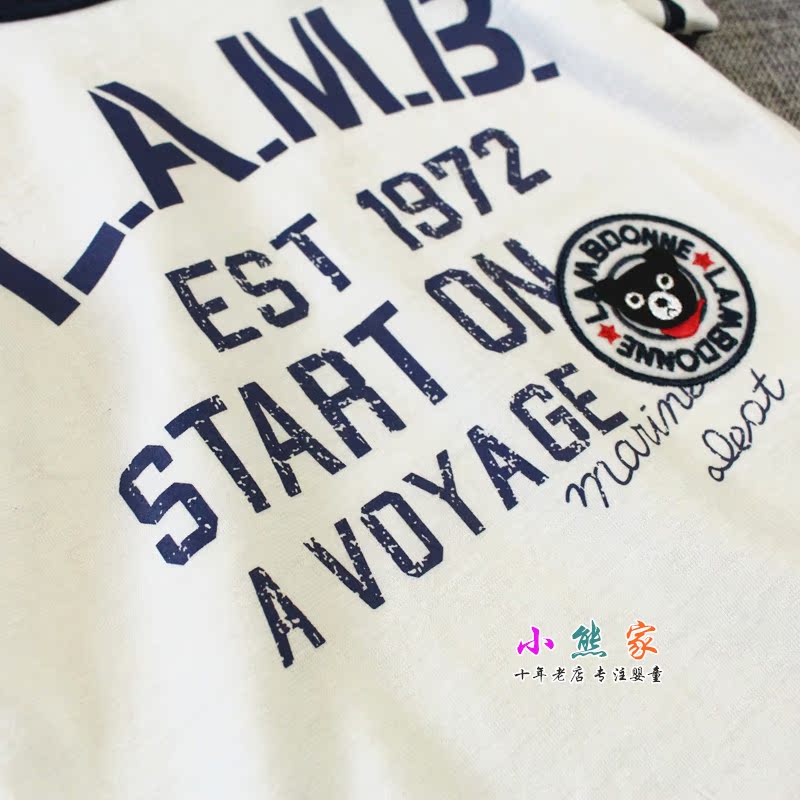 L.A.M.B.
EST 1972
START ON
A VOYAGE
LAMBDONNE ★ LAMBDONNE ★
marine
dept
小熊家
十年老店 专注婴童